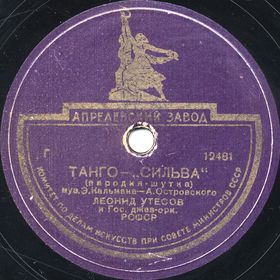 АПРЕЛЕВСКИЙ ЗАВОД
Г 12461
ТАНГО—„СИЛЬВА“
(пародия-шутка)
муз. Э. Кальмана—А. Островского
ЛЕОНИД УТЕСОВ
и Гос. джаз-орк.
РСФСР
КОМИТЕТ ПО ДЕЛАМ ИСКУССТВ ПРИ СОВЕТЕ МИНИСТРОВ СССР